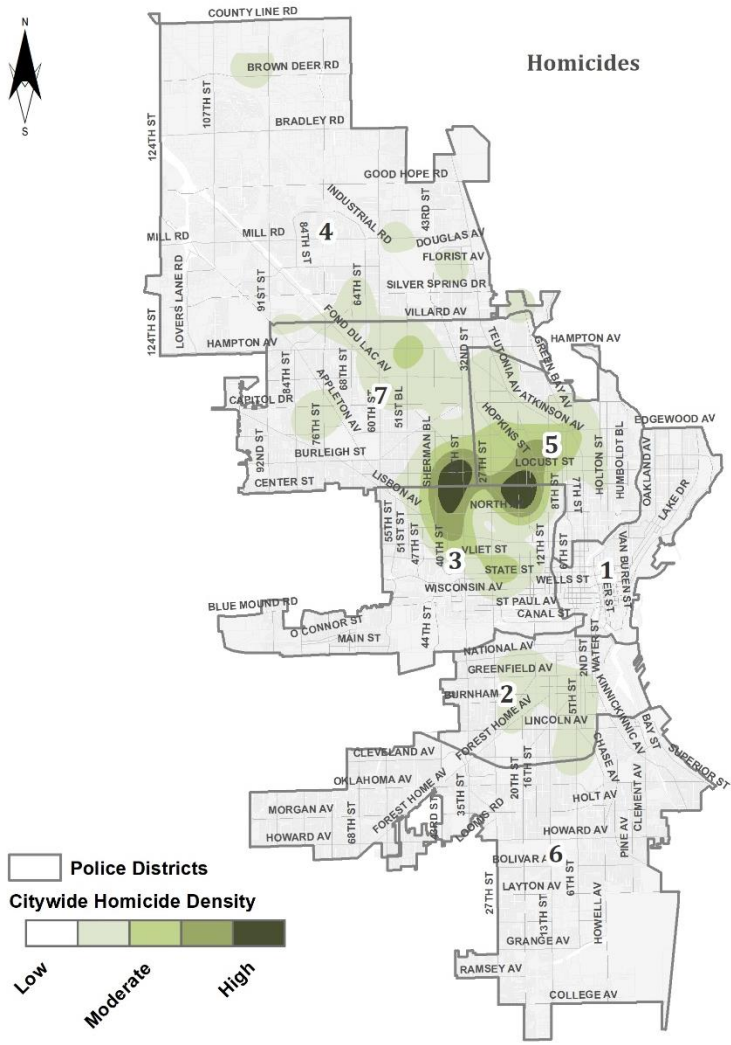 N
S
Homicides
COUNTY LINE RD
BROWN DEER RD
107TH ST
BRADLEY RD
124TH ST
GOOD HOPE RD
43RD ST
INDUSTRIAL RD
4
MILL RD
MILL RD
84TH ST
DOUGLAS AV
FLORIST AV
LOVERS LANE RD
91ST ST
64TH ST
SILVER SPRING DR
VILLARD AV
124TH ST
HAMPTON AV
FOND DU LAC AV
32ND ST
TEUTONIA AV
GREEN BAY AV
HAMPTON AV
84TH ST
68TH ST
APPLETON AV
7
60TH ST
51ST BL
ATKINSON AV
CAPITOL DR
76TH ST
SHERMAN BL
HOPKINS ST
5
EDGEWOOD AV
92ND ST
BURLEIGH ST
27TH ST
LOCUST ST
HOLTON ST
HUMBOLDT BL
OAKLAND AV
CENTER ST
LISBON AV
8TH ST
7TH ST
LAKE DR
NORTH
55TH ST
51ST ST
47TH ST
40TH ST
VLIET ST
12TH ST
6TH ST
VAN BUREN ST
3
STATE ST
1
WISCONSIN AV
WELLS ST
ER ST
BLUE MOUND RD
ST PAUL AV
CANAL ST
O CONNOR ST
MAIN ST
44TH ST
NATIONAL AV
2ND ST
WATER ST
GREENFIELD AV
BURNHAM
2
5TH ST
KINNICKINNIC AV
FOREST HOME AV
LINCOLN AV
BAY ST
CLEVELAND AV
CHASE AV
SUPERIOR ST
OKLAHOMA AV
FOREST HOME AV
35TH ST
20TH ST
16TH ST
HOLT AV
CLEMENT AV
MORGAN AV
68TH ST
LOOMIS RD
HOWARD AV
HOWARD AV
PINE AV
BOLIVAR A
6
27TH ST
LAYTON AV
6TH ST
13TH ST
HOWELL AV
GRANGE AV
RAMSEY AV
COLLEGE AV
Police Districts
Citywide Homicide Density
Low
Moderate
High